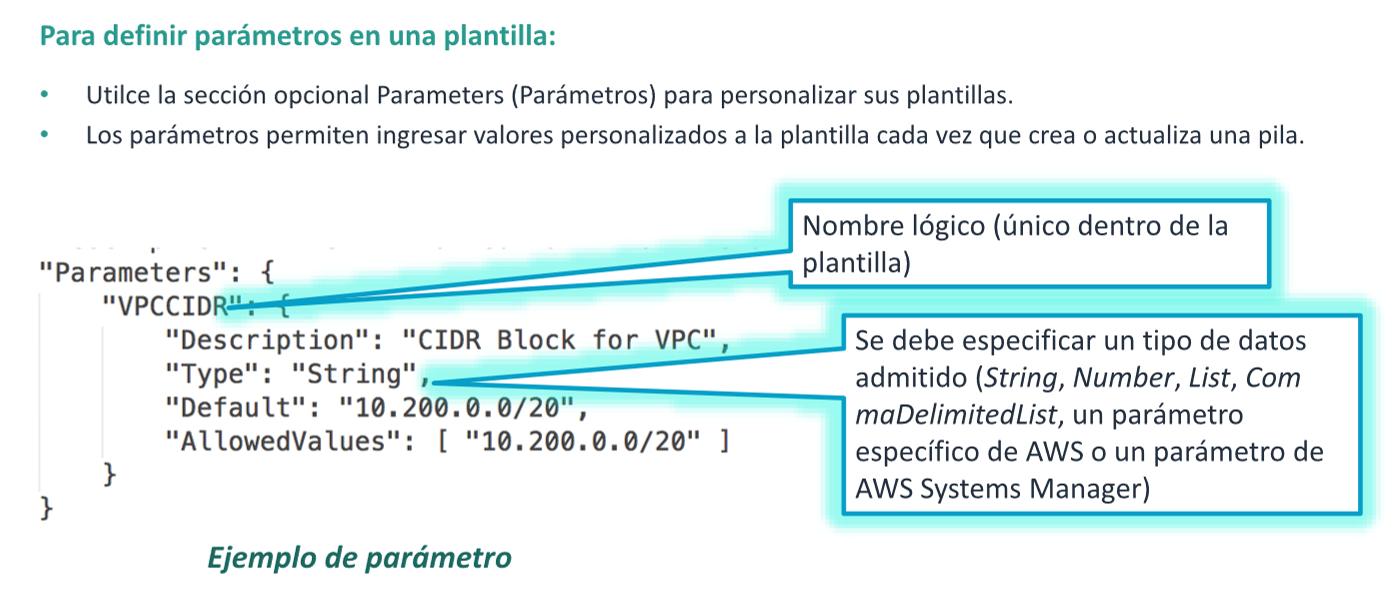 Para definir parámetros en una plantilla:
• Utilce la sección opcional Parameters (Parámetros) para personalizar sus plantillas.
• Los parámetros permiten ingresar valores personalizados a la plantilla cada vez que crea o actualiza una pila.
Nombre lógico (único dentro de la
plantilla)
"Parameters": {
"VPCCIDR": {
"Description": "CIDR Block for VPC",
"Type": "String",
"Default": "10.200.0.0/20",
"AllowedValues": [ "10.200.0.0/20" ]
}
}
Se debe especificar un tipo de datos
admitido (String, Number, List, Com
maDelimitedList, un parámetro
específico de AWS o un parámetro de
AWS Systems Manager)
Ejemplo de parámetro